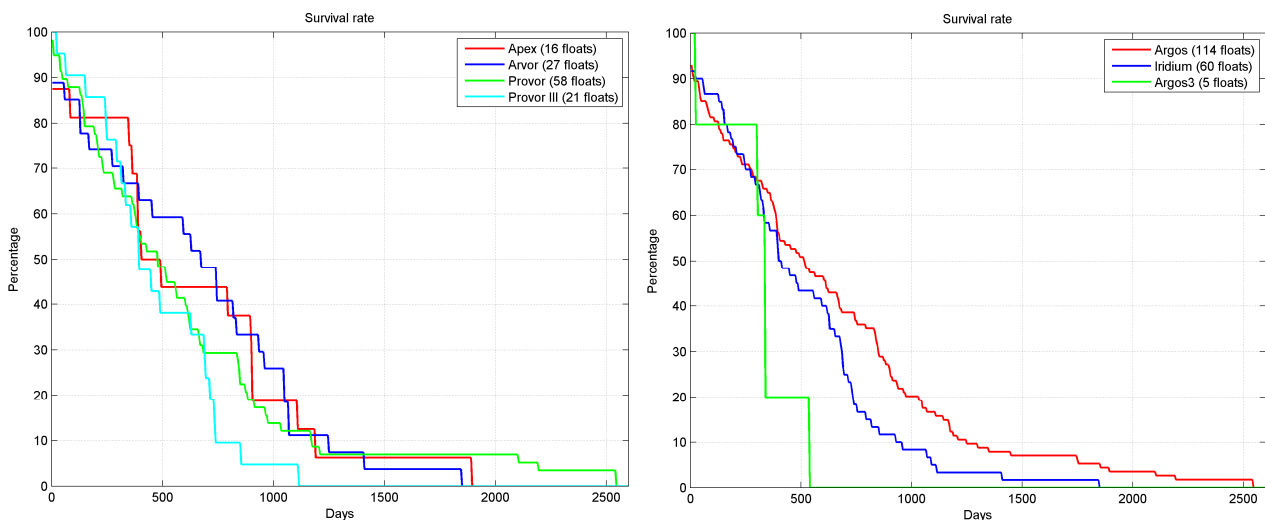 Survival rate
Percentage
100
90
80
70
60
50
40
30
20
10
0
Apex (16 floats)
Arvor (27 floats)
Provor (58 floats)
Provor III (21 floats)
0 500 1000 1500 2000 2500
Days
Survival rate
Percentage
100
90
80
70
60
50
40
30
20
10
0
Argos (114 floats)
Iridium (60 floats)
Argos3 (5 floats)
0 500 1000 1500 2000 2500
Days